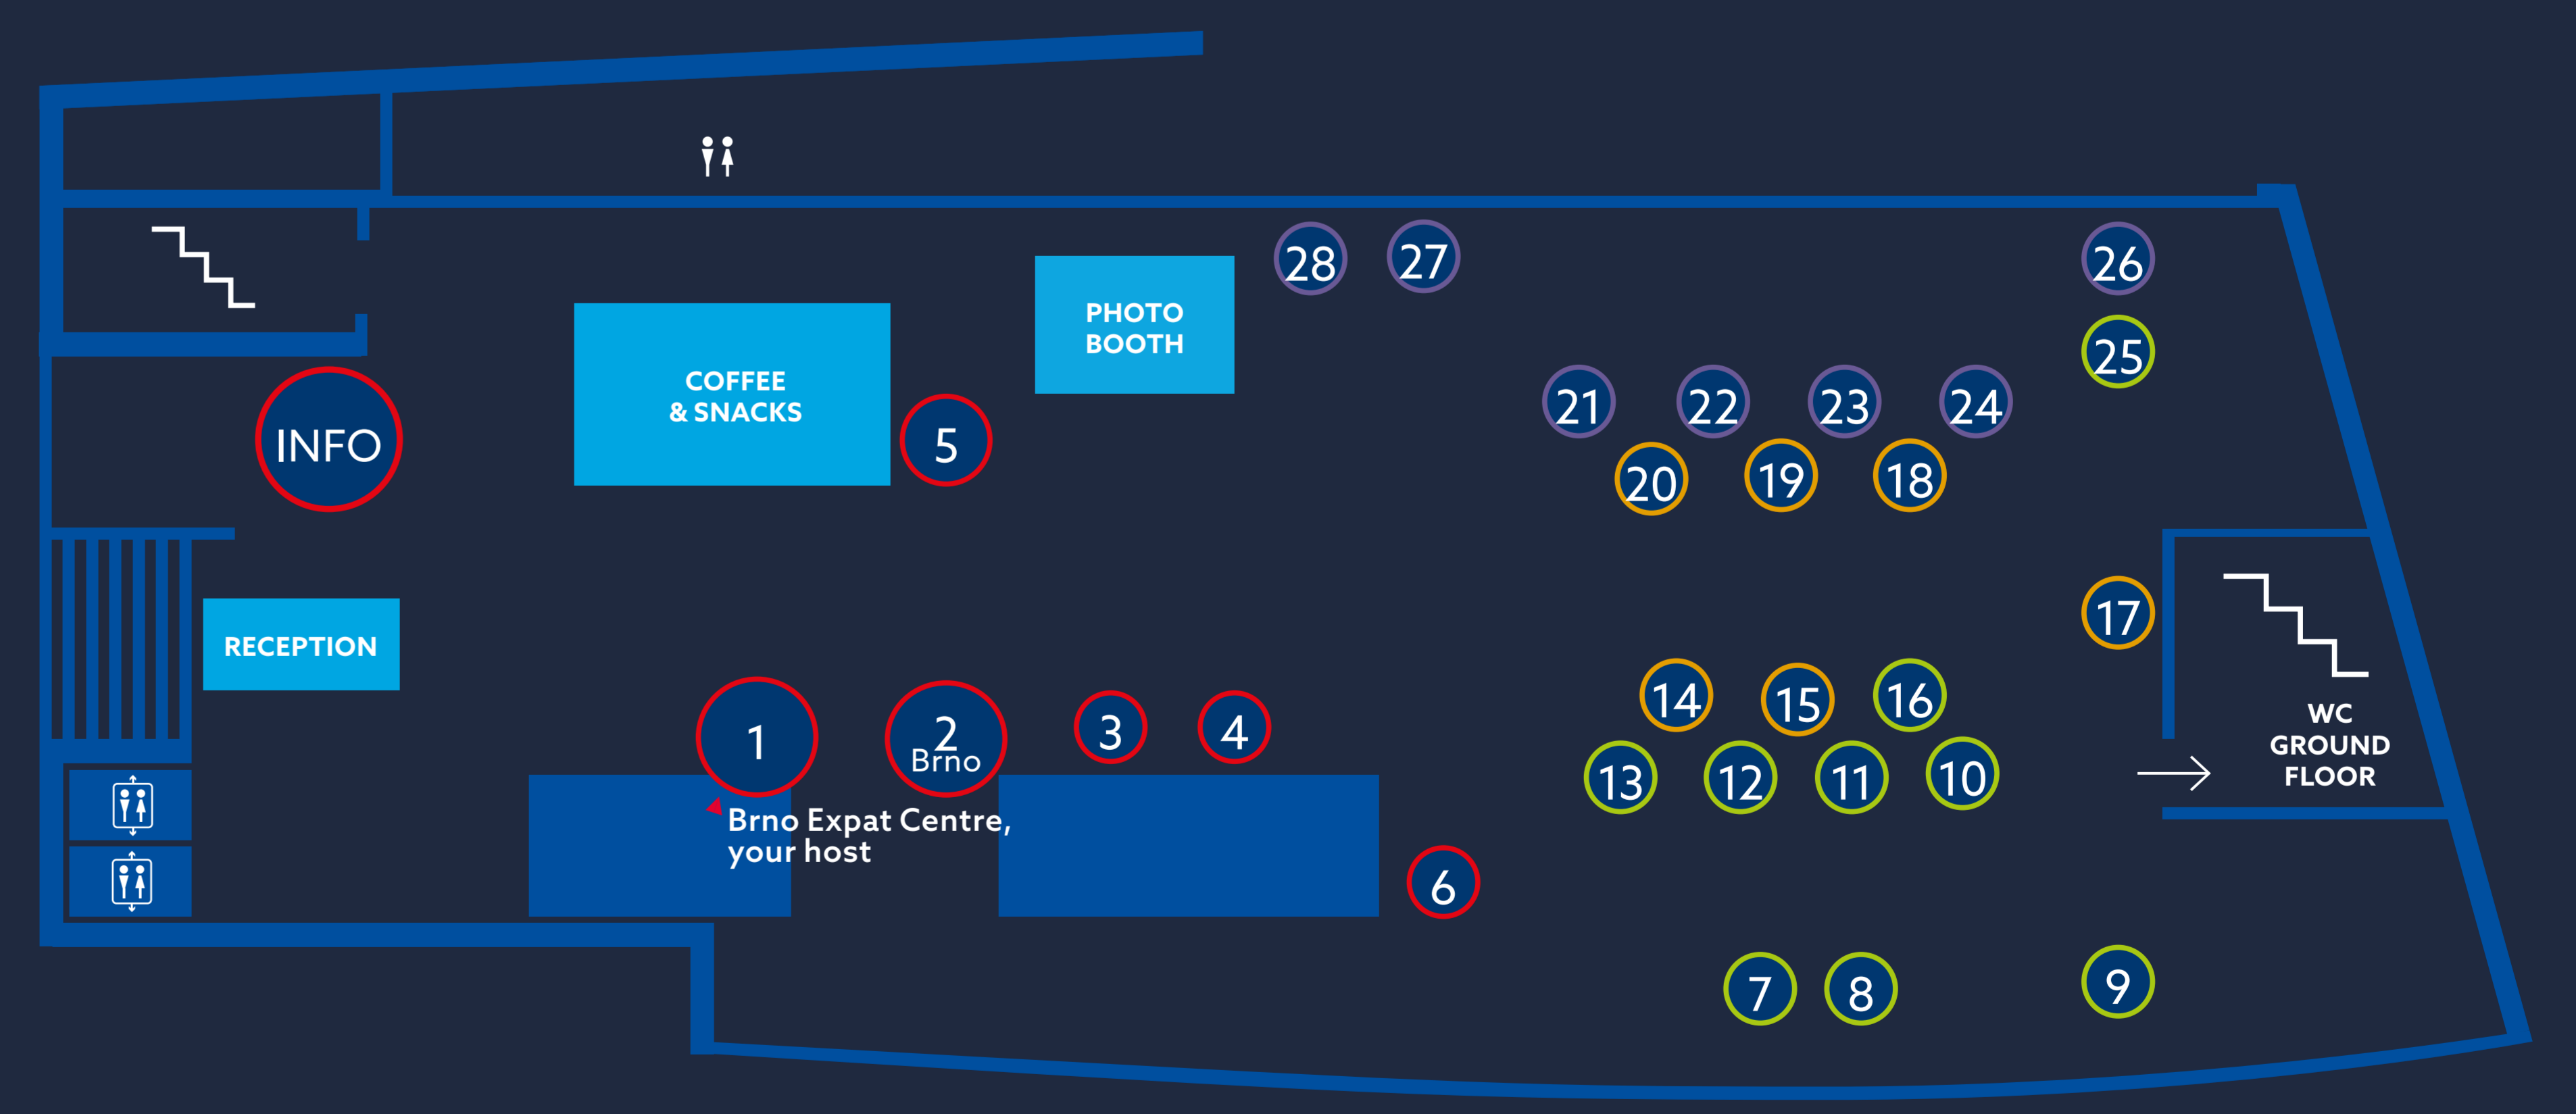 28
27
26
PHOTO
BOOTH
25
COFFEE
& SNACKS
21
22
23
24
INFO
5
20
19
18
17
RECEPTION
14
15
16
1
2
Brno
3
4
WC
GROUND
FLOOR
13
12
11
10
Brno Expat Centre,
your host
6
7
8
9